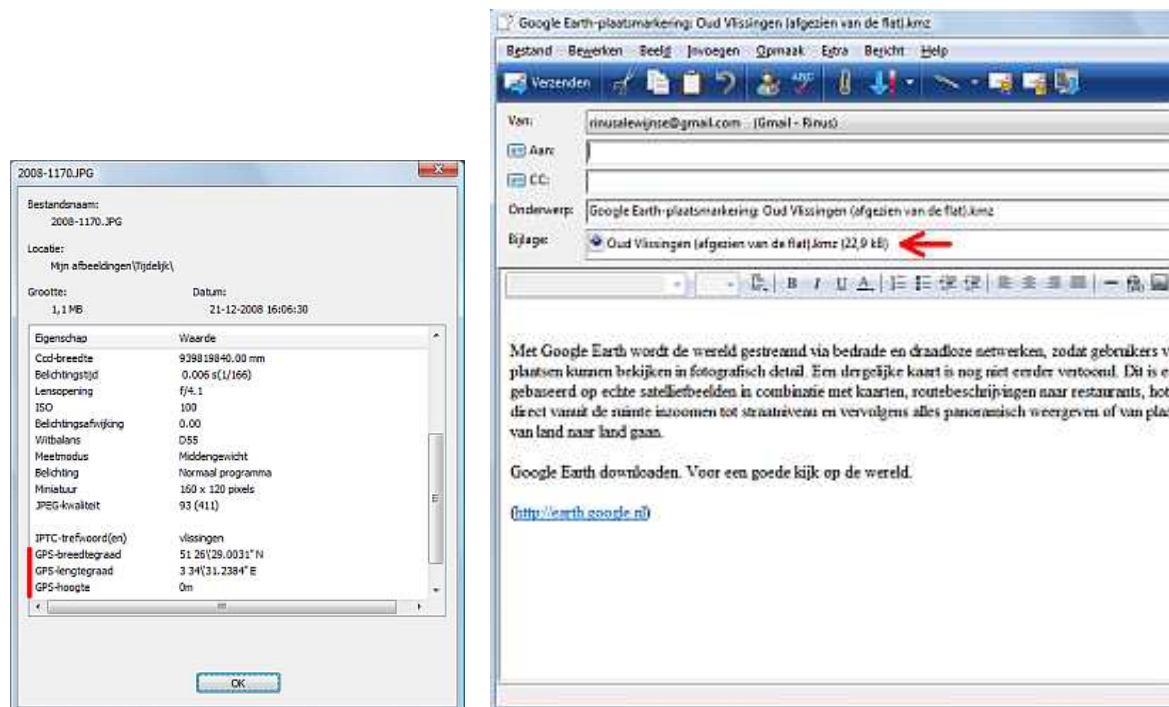 2008-1170.JPG
Bestandsnaam:
2008-1170.JPG
Locatie:
Mijn afbeeldingen\Tijdelijk\
Grootte: Datum:
1,1 MB 21-12-2008 16:06:30
Eigenschap Waarde
Ccd-breedte 939819840.00 mm
Belichtingstijd 0.006 s(1/166)
Lensopening f/4.1
ISO 100
Belichtingsafwijking 0.00
Witbalans D55
Meetmodus Middengewicht
Belichting Normaal programma
Miniatuur 160 x 120 pixels
JPEG-kwaliteit 93 (411)
IPTC-trefwoord(en) vlissingen
GPS-breedtegraad 51 26\'29.0031" N
GPS-lengtegraad 3 34\'31.2384" E
GPS-hoogte 0m
OK
Google Earth-plaatsmarkering: Oud Vlissingen (afgezien van de flat).kmz
Bestand Bewerken Beeld Invoegen Opmaak Extra Bericht Help
Verzenden
Van: rinusalewijnse@gmail.com (Gmail - Rinus)
Aan:
CC:
Onderwerp: Google Earth-plaatsmarkering: Oud Vlissingen (afgezien van de flat).kmz
Bijlage: Oud Vlissingen (afgezien van de flat).kmz (22,9 kB)
B I U A
Met Google Earth wordt de wereld gestreamd via bedrade en draadloze netwerken, zodat gebruikers v
plaatsen kunnen bekijken in fotografisch detail. Een dergelijke kaart is nog niet eerder vertoond. Dit is e
gebaseerd op echte satellietbeelden in combinatie met kaarten, routebeschrijvingen naar restaurants, hot
direct vanuit de ruimte inzoomen tot straatniveau en vervolgens alles panoramisch weergeven of van plaa
van land naar land gaan.
Google Earth downloaden. Voor een goede kijk op de wereld.
(http://earth.google.nl)